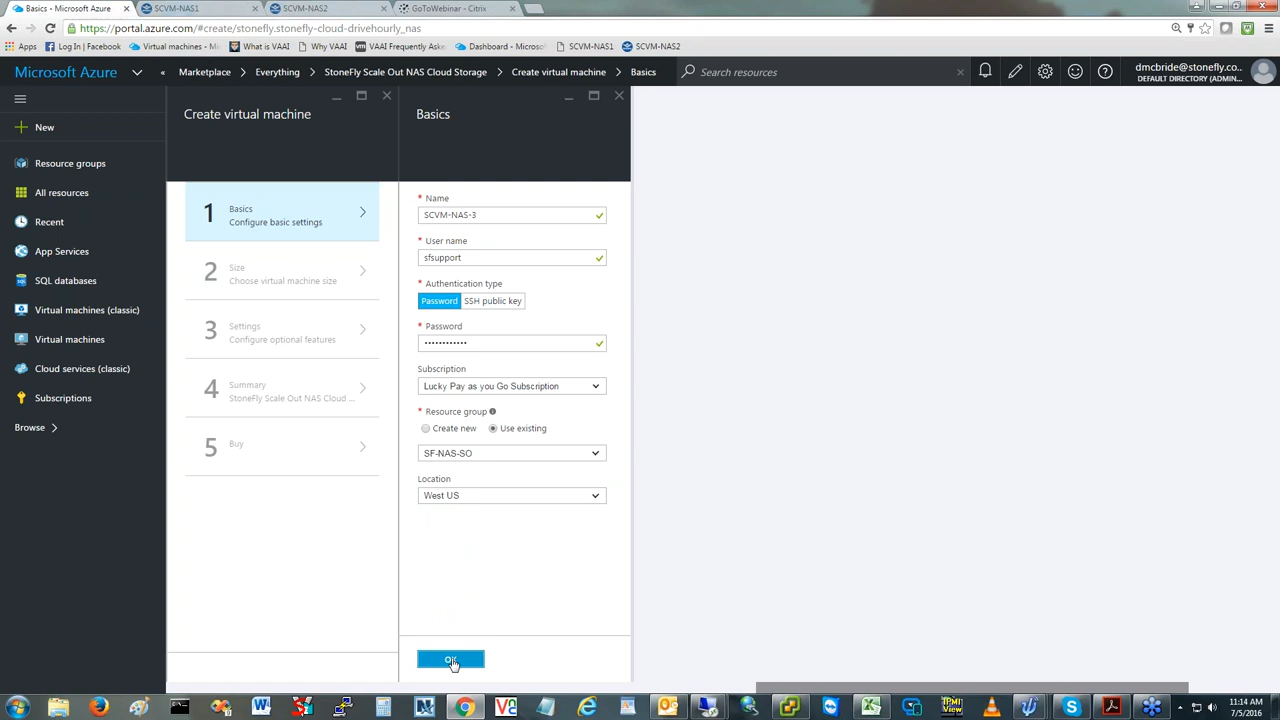 Basics - Microsoft Azure
SCVM-NAS1
SCVM-NAS2
GoToWebinar - Citrix
https://portal.azure.com/#create/stonefly.stonefly-cloud-drivehourly_nas
Apps
Log In | Facebook
Virtual machines - Mi
What is VAAI
Why VAAI
VAAI Frequently Aske
Dashboard - Microsof
SCVM-NAS1
SCVM-NAS2
Microsoft Azure
Marketplace
Everything
StoneFly Scale Out NAS Cloud Storage
Create virtual machine
Basics
Search resources
dmcbride@stonefly.co...
DEFAULT DIRECTORY (ADMIN...
New
Resource groups
All resources
Recent
App Services
SQL databases
Virtual machines (classic)
Virtual machines
Cloud services (classic)
Subscriptions
Browse
Create virtual machine
1
Basics
Configure basic settings
2
Size
Choose virtual machine size
3
Settings
Configure optional features
4
Summary
StoneFly Scale Out NAS Cloud ...
5
Buy
Basics
* Name
SCVM-NAS-3
* User name
sfsupport
* Authentication type
Password
SSH public key
* Password
••••••••••••
Subscription
Lucky Pay as you Go Subscription
* Resource group
Create new
Use existing
SF-NAS-SO
Location
West US
OK
11:14 AM
7/5/2016